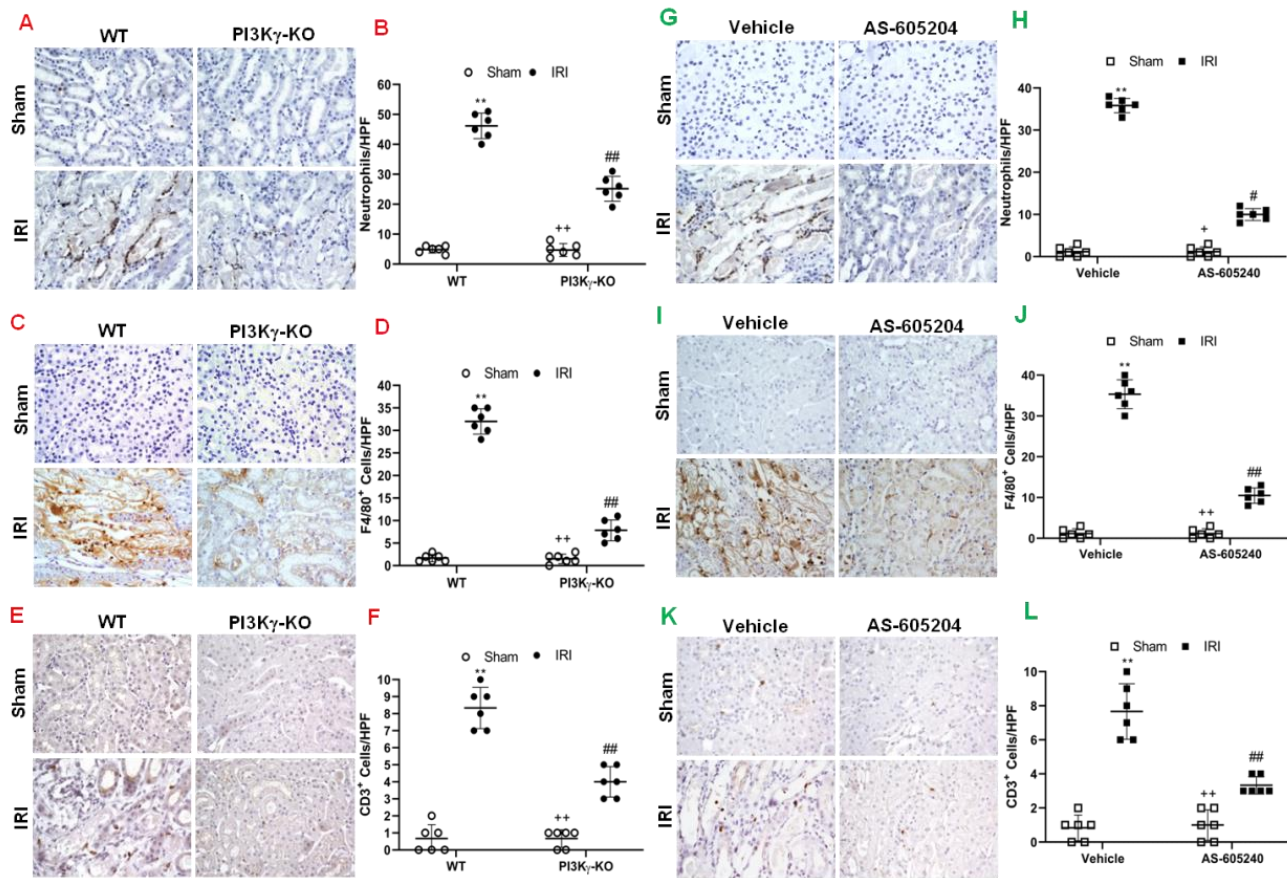 A
WT
PI3Kγ-KO
Sham
IRI
B
Sham
IRI
Neutrophils/HPF
50
40
30
20
10
0
**
##
++
WT
PI3Kγ-KO
G
Vehicle
AS-605204
Sham
IRI
H
Sham
IRI
Neutrophils/HPF
40
30
20
10
0
**
#
+
Vehicle
AS-605240
C
WT
PI3Kγ-KO
Sham
IRI
D
Sham
IRI
F4/80+ Cells/HPF
40
35
30
25
20
15
10
5
0
**
##
++
WT
PI3Kγ-KO
I
Vehicle
AS-605204
Sham
IRI
J
Sham
IRI
F4/80+ Cells/HPF
40
30
20
10
0
**
##
++
Vehicle
AS-605240
E
WT
PI3Kγ-KO
Sham
IRI
F
Sham
IRI
CD3+ Cells/HPF
10
9
8
7
6
5
4
3
2
1
0
**
##
++
WT
PI3Kγ-KO
K
Vehicle
AS-605204
Sham
IRI
L
Sham
IRI
CD3+ Cells/HPF
10
8
6
4
2
0
**
##
++
Vehicle
AS-605240